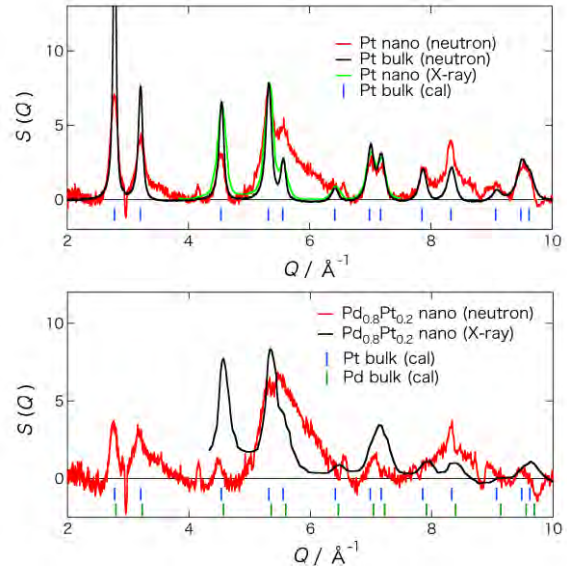 10
5
0
S (Q)
Pt nano (neutron)
Pt bulk (neutron)
Pt nano (X-ray)
Pt bulk (cal)
2 4 6 8 10
Q / Å⁻¹
10
5
0
S (Q)
Pd₀.₈Pt₀.₂ nano (neutron)
Pd₀.₈Pt₀.₂ nano (X-ray)
Pt bulk (cal)
Pd bulk (cal)
2 4 6 8 10
Q / Å⁻¹